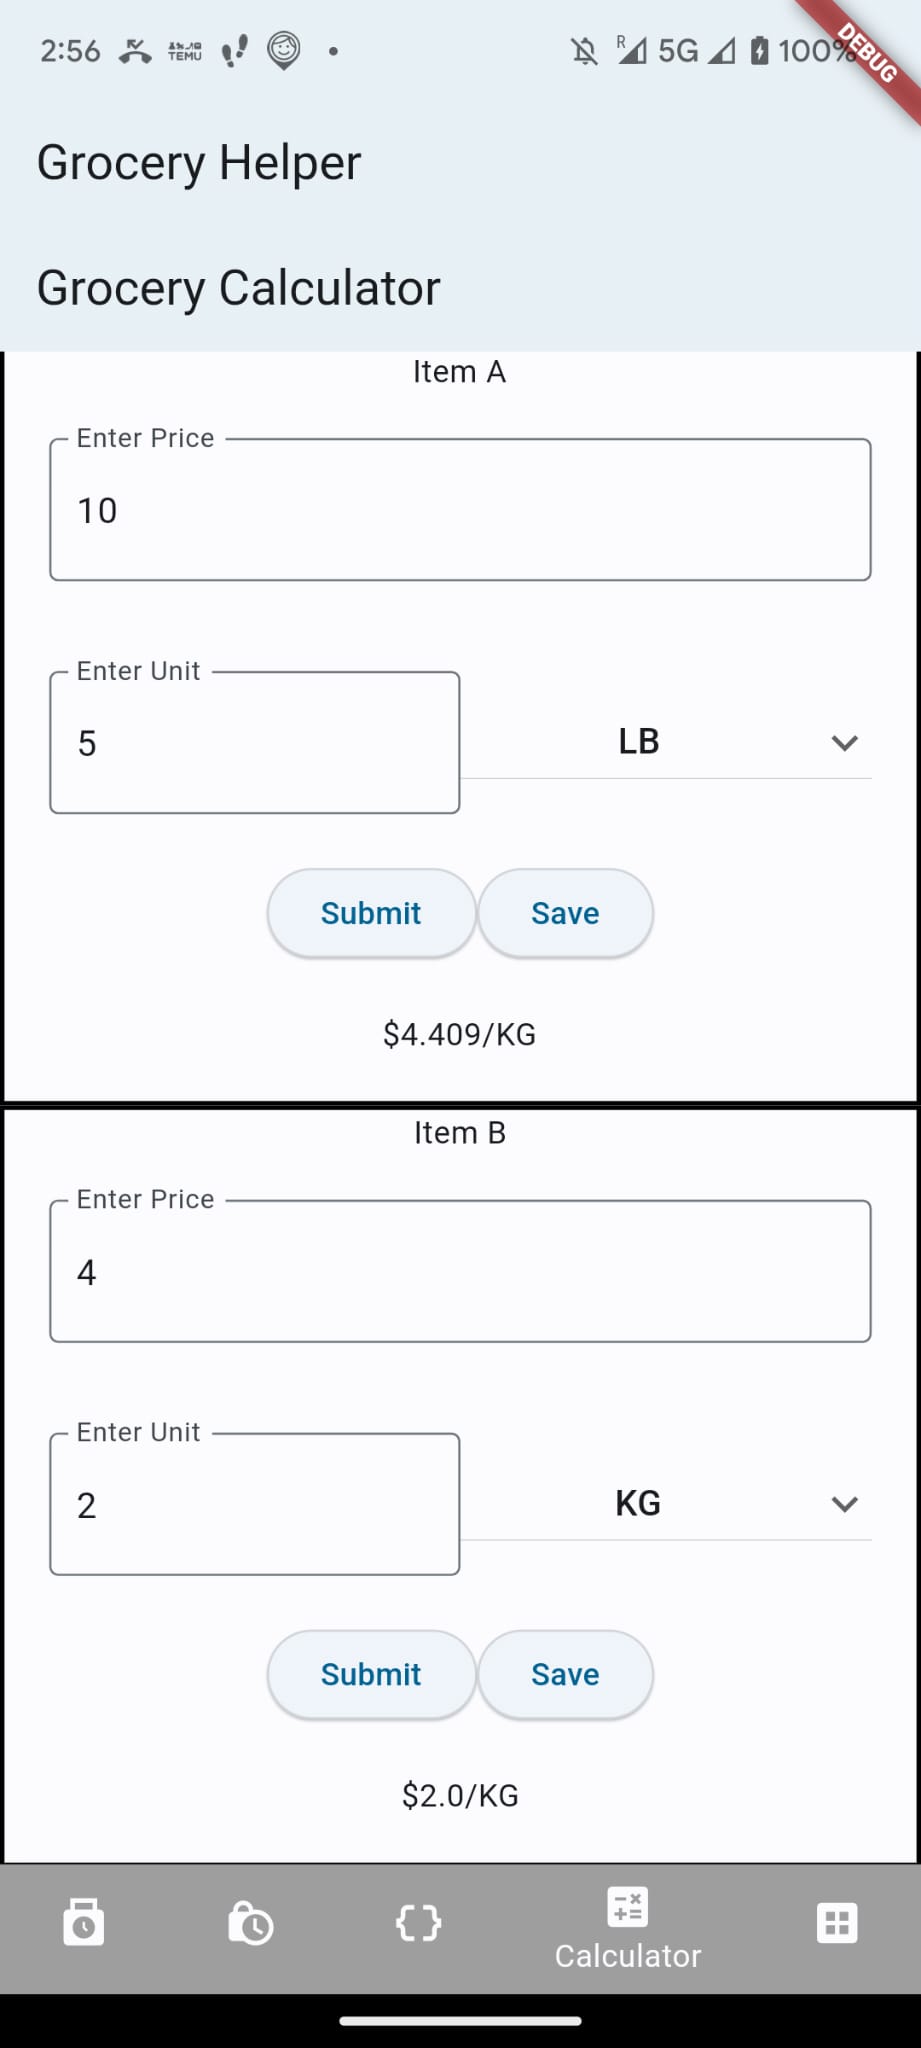 2:56 TEMU R 5G 100%
DEBUG
Grocery Helper
Grocery Calculator
Item A
Enter Price
10
Enter Unit
5 LB
Submit Save
$4.409/KG
Item B
Enter Price
4
Enter Unit
2 KG
Submit Save
$2.0/KG
Calculator